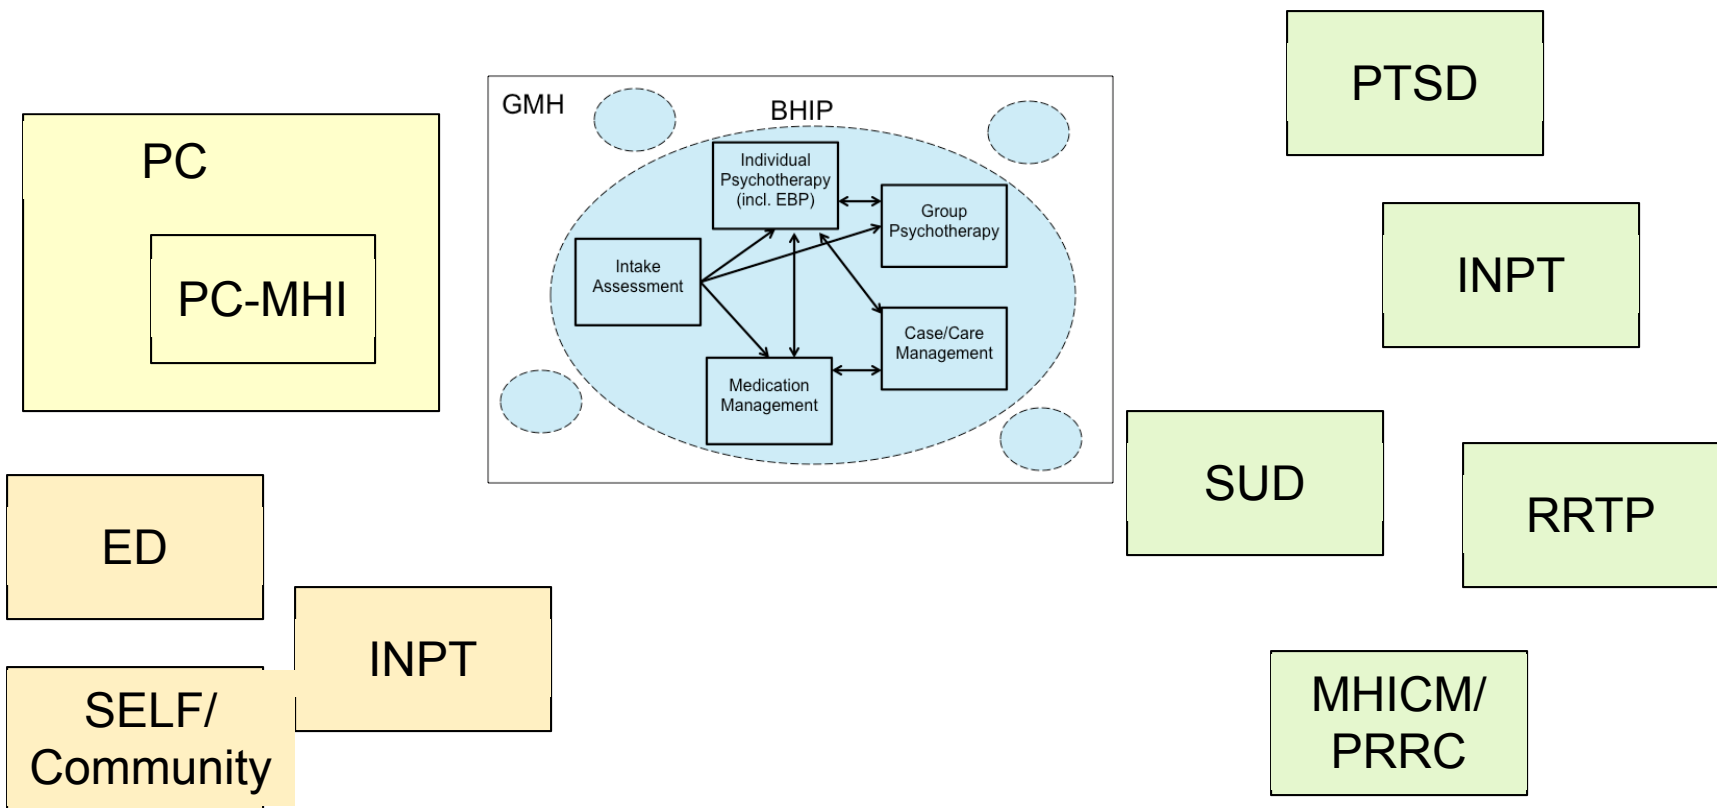 PC
PC-MHI
ED
INPT
SELF/
Community
GMH
BHIP
Individual
Psychotherapy
(incl. EBP)
Group
Psychotherapy
Intake
Assessment
Case/Care
Management
Medication
Management
PTSD
INPT
SUD
RRTP
MHICM/
PRRC